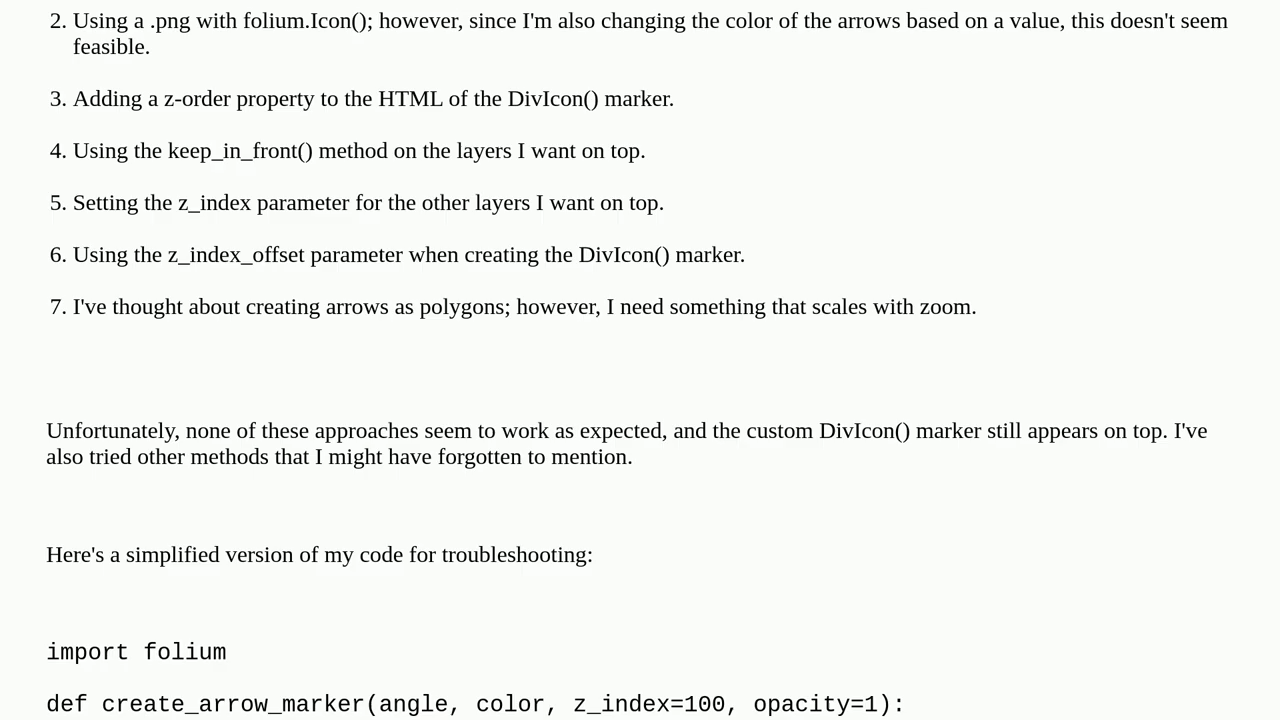 2. Using a .png with folium.Icon(); however, since I'm also changing the color of the arrows based on a value, this doesn't seem
feasible.
3. Adding a z-order property to the HTML of the DivIcon() marker.
4. Using the keep_in_front() method on the layers I want on top.
5. Setting the z_index parameter for the other layers I want on top.
6. Using the z_index_offset parameter when creating the DivIcon() marker.
7. I've thought about creating arrows as polygons; however, I need something that scales with zoom.
Unfortunately, none of these approaches seem to work as expected, and the custom DivIcon() marker still appears on top. I've
also tried other methods that I might have forgotten to mention.
Here's a simplified version of my code for troubleshooting:
import folium
def create_arrow_marker(angle, color, z_index=100, opacity=1):